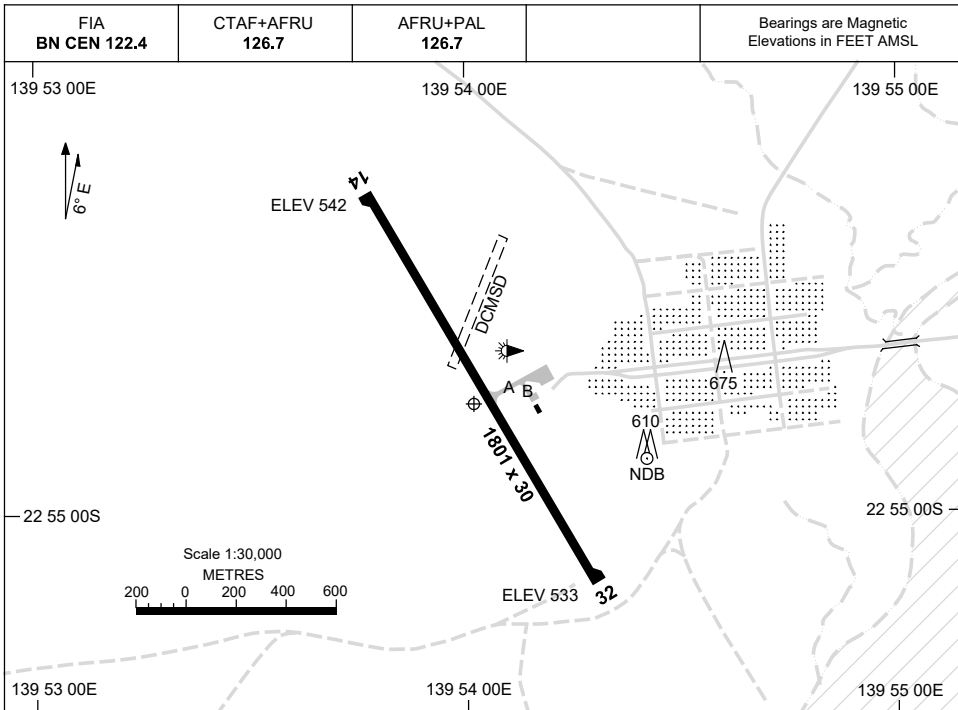 FIA
BN CEN 122.4
CTAF+AFRU
126.7
AFRU+PAL
126.7
Bearings are Magnetic
Elevations in FEET AMSL
139 53 00E
139 54 00E
139 55 00E
6° E
14
ELEV 542
DCMSD
675
A B
610
NDB
1801 x 30
22 55 00S
22 55 00S
Scale 1:30,000
METRES
200 0 200 400 600
ELEV 533
32
139 53 00E
139 54 00E
139 55 00E